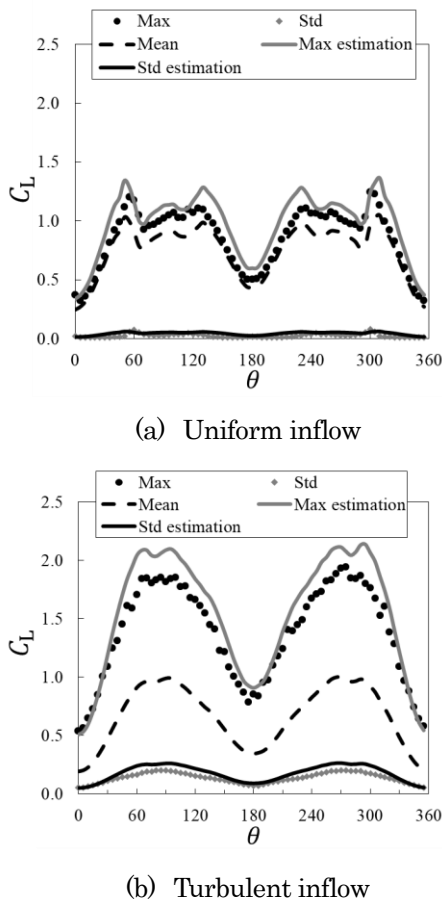 Max
Std
Mean
Max estimation
Std estimation
2.5
2.0
1.5
1.0
0.5
0.0
C_L
0
60
120
180
240
300
360
θ
(a) Uniform inflow
Max
Std
Mean
Max estimation
Std estimation
2.5
2.0
1.5
1.0
0.5
0.0
C_L
0
60
120
180
240
300
360
θ
(b) Turbulent inflow